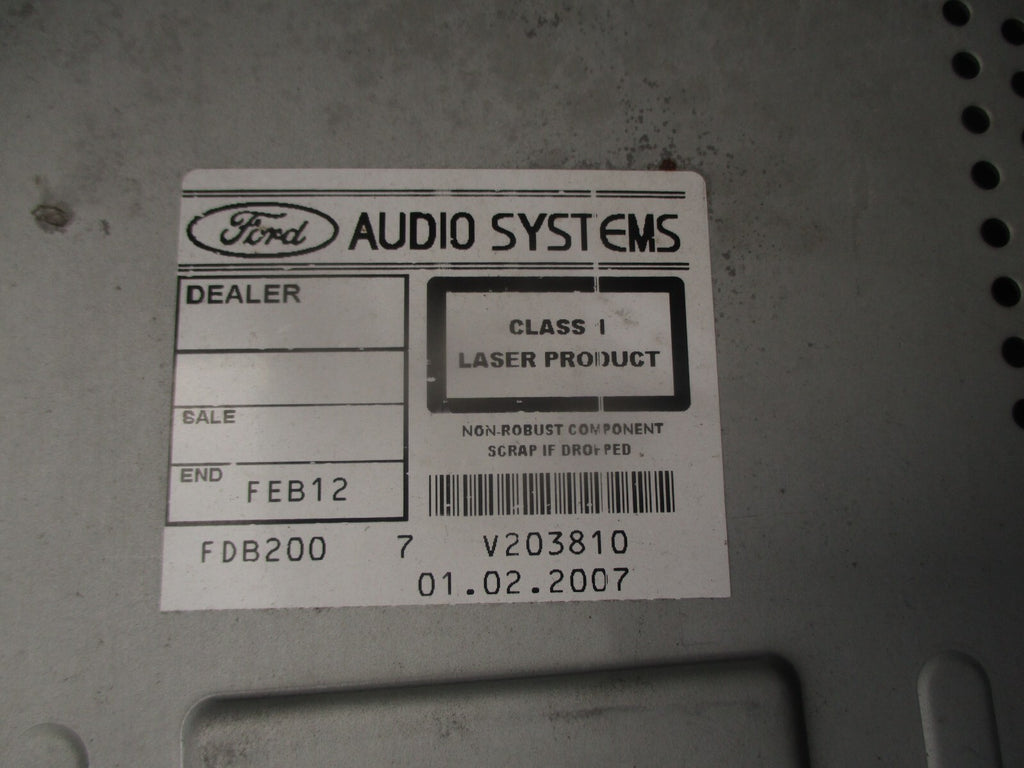 Ford AUDIO SYSTEMS
DEALER
CLASS 1
LASER PRODUCT
SALE
NON-ROBUST COMPONENT
SCRAP IF DROPPED
END FEB12
FDB200 7 V203810
01.02.2007